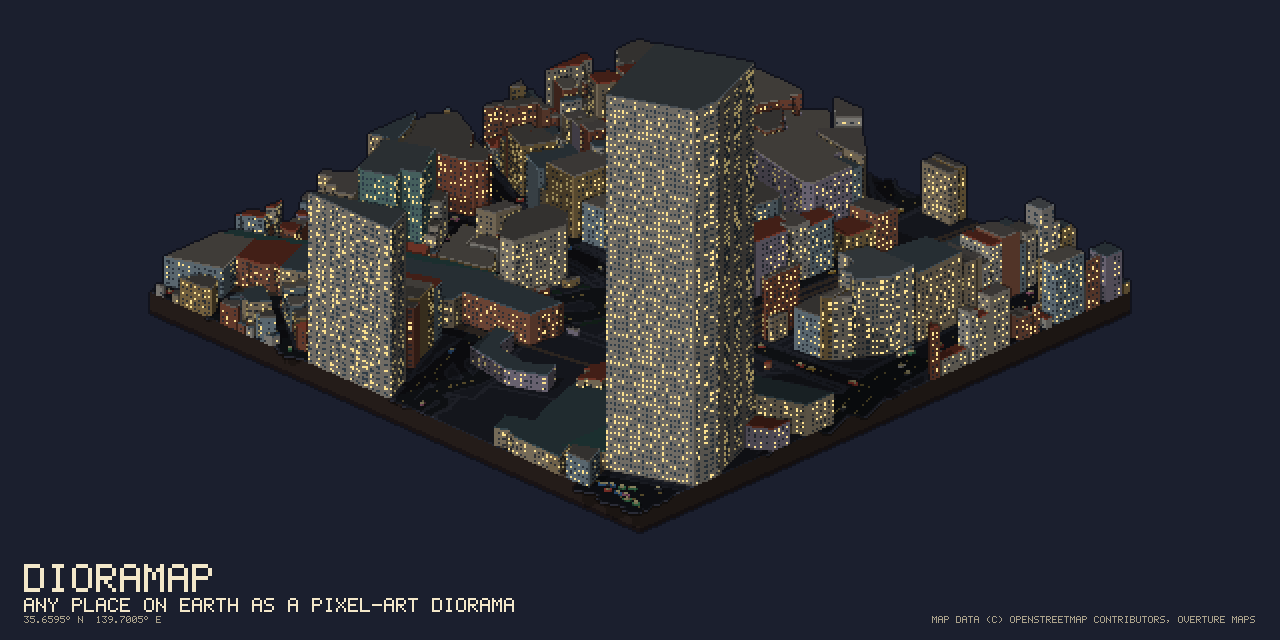 DIORAMAP
ANY PLACE ON EARTH AS A PIXEL-ART DIORAMA
35.6595° N 139.7005° E
MAP DATA (C) OPENSTREETMAP CONTRIBUTORS, OVERTURE MAPS